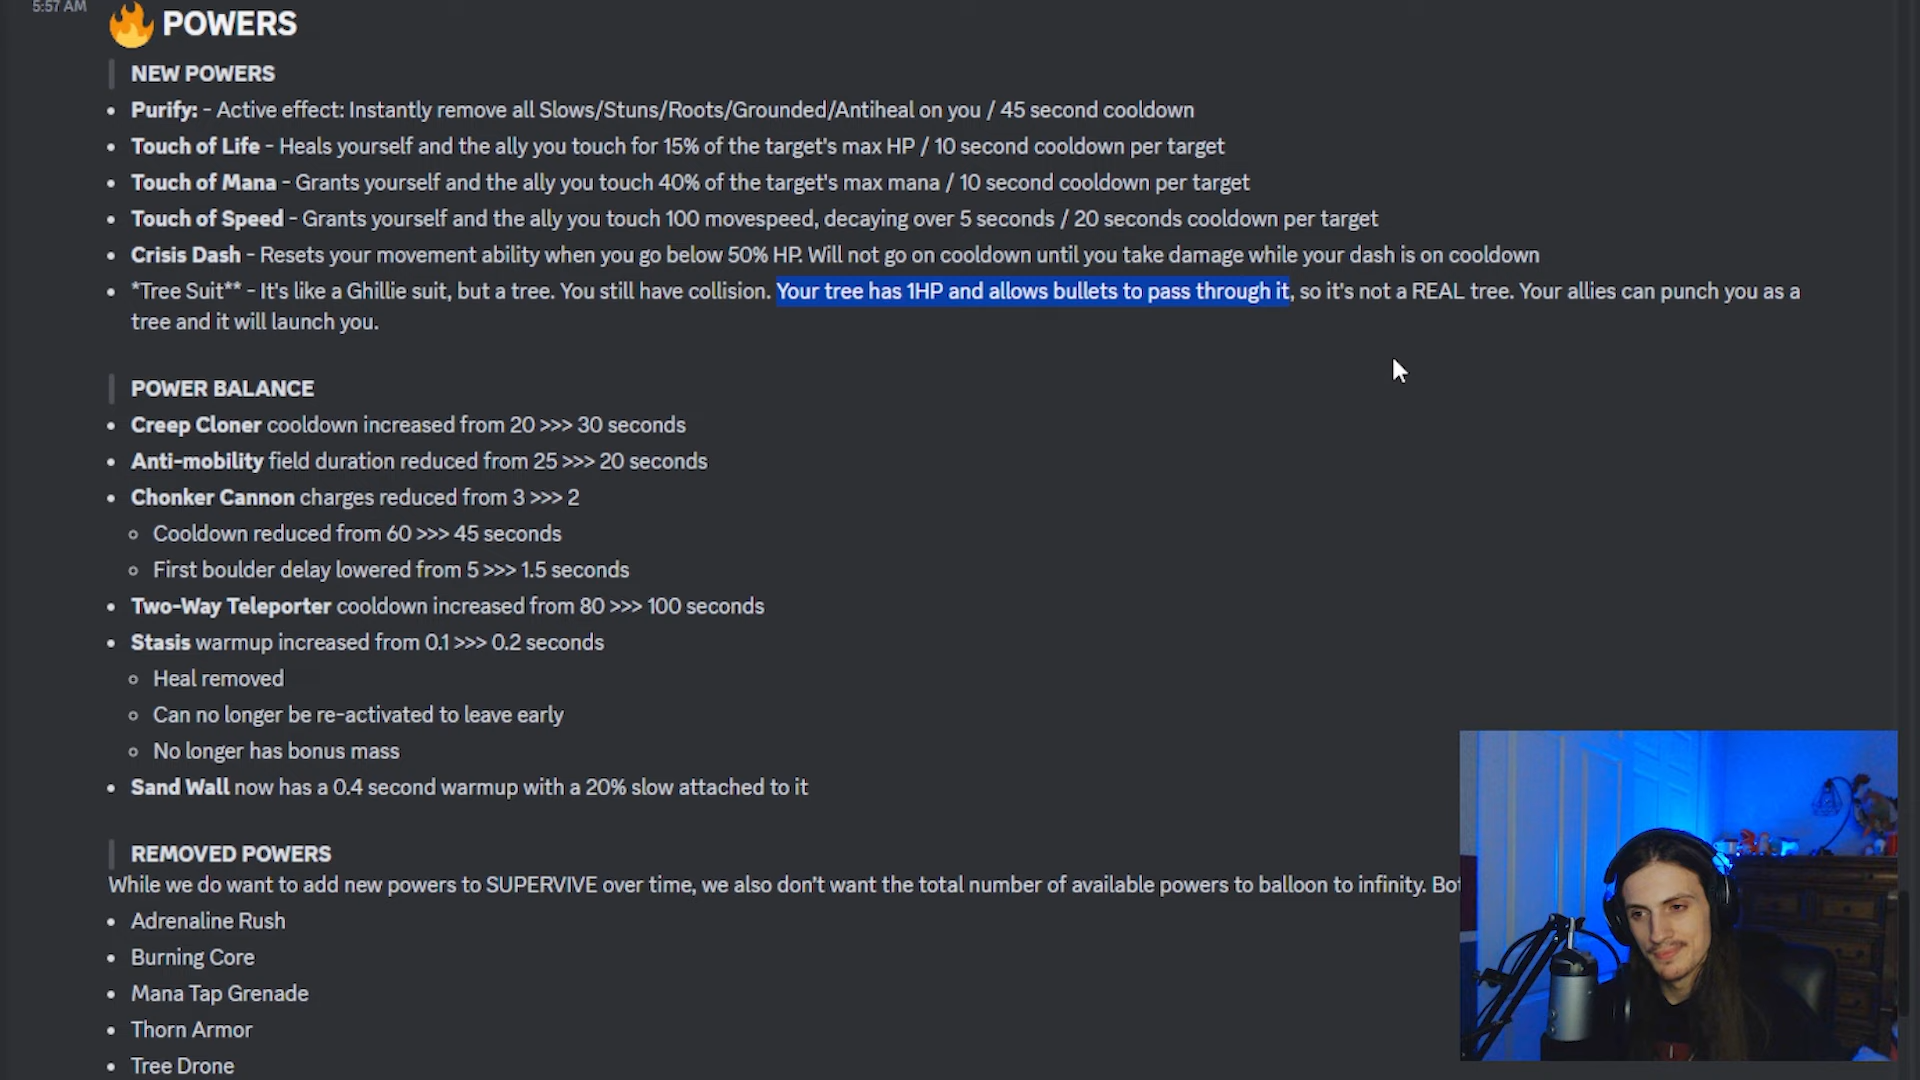 5:57 AM
🔥 POWERS
NEW POWERS
• Purify: - Active effect: Instantly remove all Slows/Stuns/Roots/Grounded/Antiheal on you / 45 second cooldown
• Touch of Life - Heals yourself and the ally you touch for 15% of the target's max HP / 10 second cooldown per target
• Touch of Mana - Grants yourself and the ally you touch 40% of the target's max mana / 10 second cooldown per target
• Touch of Speed - Grants yourself and the ally you touch 100 movespeed, decaying over 5 seconds / 20 seconds cooldown per target
• Crisis Dash - Resets your movement ability when you go below 50% HP. Will not go on cooldown until you take damage while your dash is on cooldown
• *Tree Suit** - It's like a Ghillie suit, but a tree. You still have collision. Your tree has 1HP and allows bullets to pass through it, so it's not a REAL tree. Your allies can punch you as a
tree and it will launch you.
POWER BALANCE
• Creep Cloner cooldown increased from 20 >>> 30 seconds
• Anti-mobility field duration reduced from 25 >>> 20 seconds
• Chonker Cannon charges reduced from 3 >>> 2
◦ Cooldown reduced from 60 >>> 45 seconds
◦ First boulder delay lowered from 5 >>> 1.5 seconds
• Two-Way Teleporter cooldown increased from 80 >>> 100 seconds
• Stasis warmup increased from 0.1 >>> 0.2 seconds
◦ Heal removed
◦ Can no longer be re-activated to leave early
◦ No longer has bonus mass
• Sand Wall now has a 0.4 second warmup with a 20% slow attached to it
REMOVED POWERS
While we do want to add new powers to SUPERVIVE over time, we also don't want the total number of available powers to balloon to infinity. Bot
• Adrenaline Rush
• Burning Core
• Mana Tap Grenade
• Thorn Armor
• Tree Drone